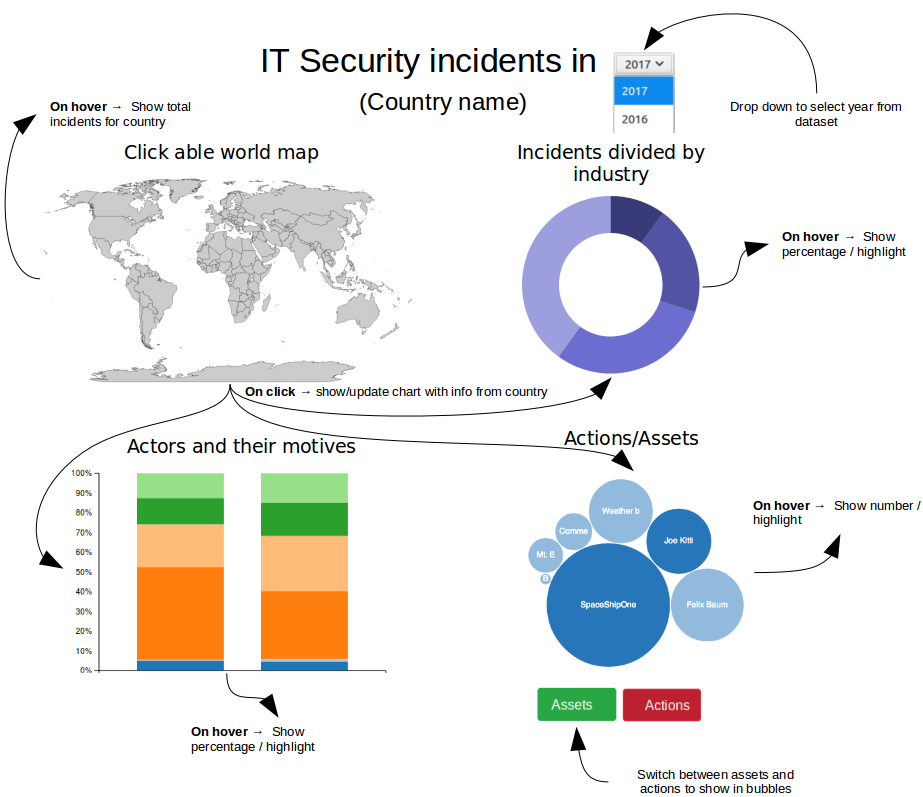 IT Security incidents in
2017
2017
2016
(Country name)
Drop down to select year from
dataset
On hover → Show total
incidents for country
Click able world map
Incidents divided by
industry
On hover → Show
percentage / highlight
On click → show/update chart with info from country
Actors and their motives
100%
90%
80%
70%
60%
50%
40%
30%
20%
10%
0%
On hover → Show
percentage / highlight
Actions/Assets
Weather b
Comme
Joe Kitti
Mt. E
B
SpaceShipOne
Felix Baum
On hover → Show number /
highlight
Assets
Actions
Switch between assets and
actions to show in bubbles